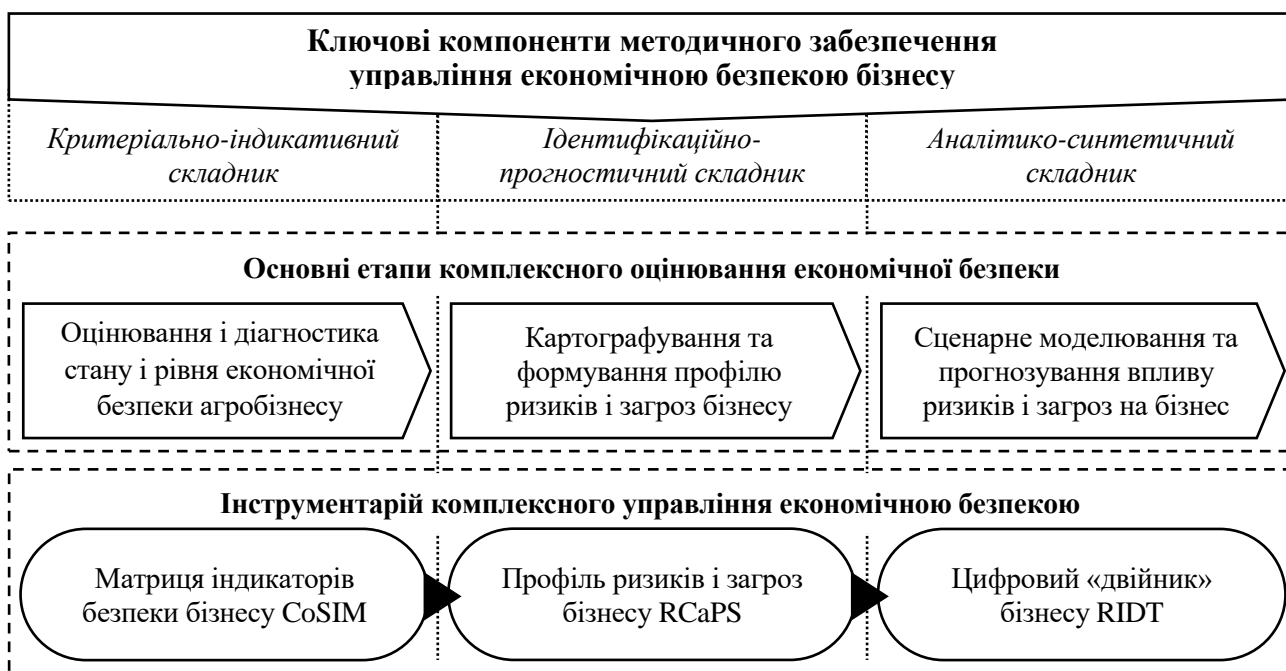 Ключові компоненти методичного забезпечення
управління економічною безпекою бізнесу
Критеріально-індикативний
складник
Ідентифікаційно-
прогностичний складник
Аналітико-синтетичний
складник
Основні етапи комплексного оцінювання економічної безпеки
Оцінювання і діагностика
стану і рівня економічної
безпеки агробізнесу
Картографування та
формування профілю
ризиків і загроз бізнесу
Сценарне моделювання та
прогнозування впливу
ризиків і загроз на бізнес
Інструментарій комплексного управління економічною безпекою
Матриця індикаторів
безпеки бізнесу CoSIM
Профіль ризиків і загроз
бізнесу RCaPS
Цифровий «двійник»
бізнесу RIDT